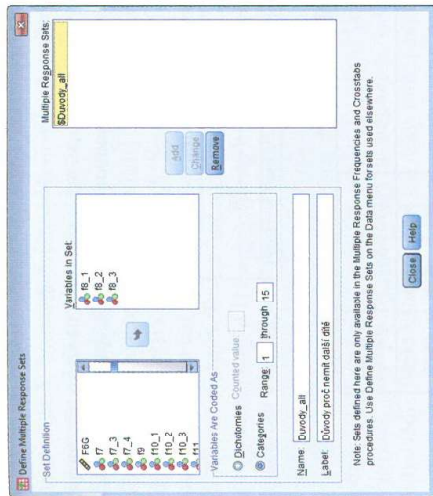 Define Multiple Response Sets
Set Definition
F6G
f7
f7_3
f7_4
f9
f10_1
f10_2
f10_3
f11
Variables in Set:
f8_1
f8_2
f8_3
Variables Are Coded As
Dichotomies Counted value:
Categories Range: 1 through 15
Name: Duvody_all
Label: Důvody proč nemít další dítě
Add
Change
Remove
Multiple Response Sets:
$Duvody_all
Note: Sets defined here are only available in the Multiple Response Frequencies and Crosstabs
procedures. Use Define Multiple Response Sets on the Data menu for sets used elsewhere.
Close Help